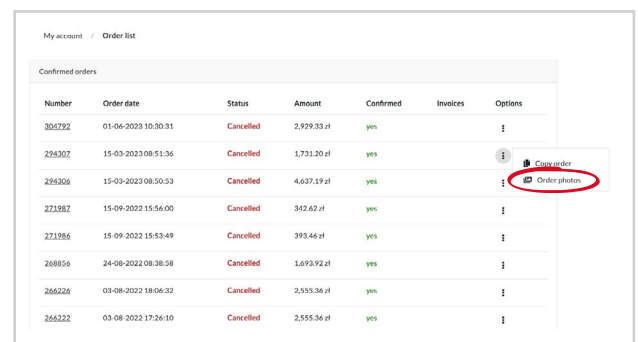 My account / Order list
Confirmed orders
Number Order date Status Amount Confirmed Invoices Options
304792 01-06-2023 10:30:31 Cancelled 2,929.33 zł yes
294307 15-03-2023 08:51:36 Cancelled 1,731.20 zł yes
Copy order
Order photos
294306 15-03-2023 08:50:53 Cancelled 4,637.19 zł yes
271987 15-09-2022 15:56:00 Cancelled 342.62 zł yes
271986 15-09-2022 15:53:49 Cancelled 393.46 zł yes
268856 24-08-2022 08:38:58 Cancelled 1,693.92 zł yes
266226 03-08-2022 18:06:32 Cancelled 2,555.36 zł yes
266222 03-08-2022 17:26:10 Cancelled 2,555.36 zł yes